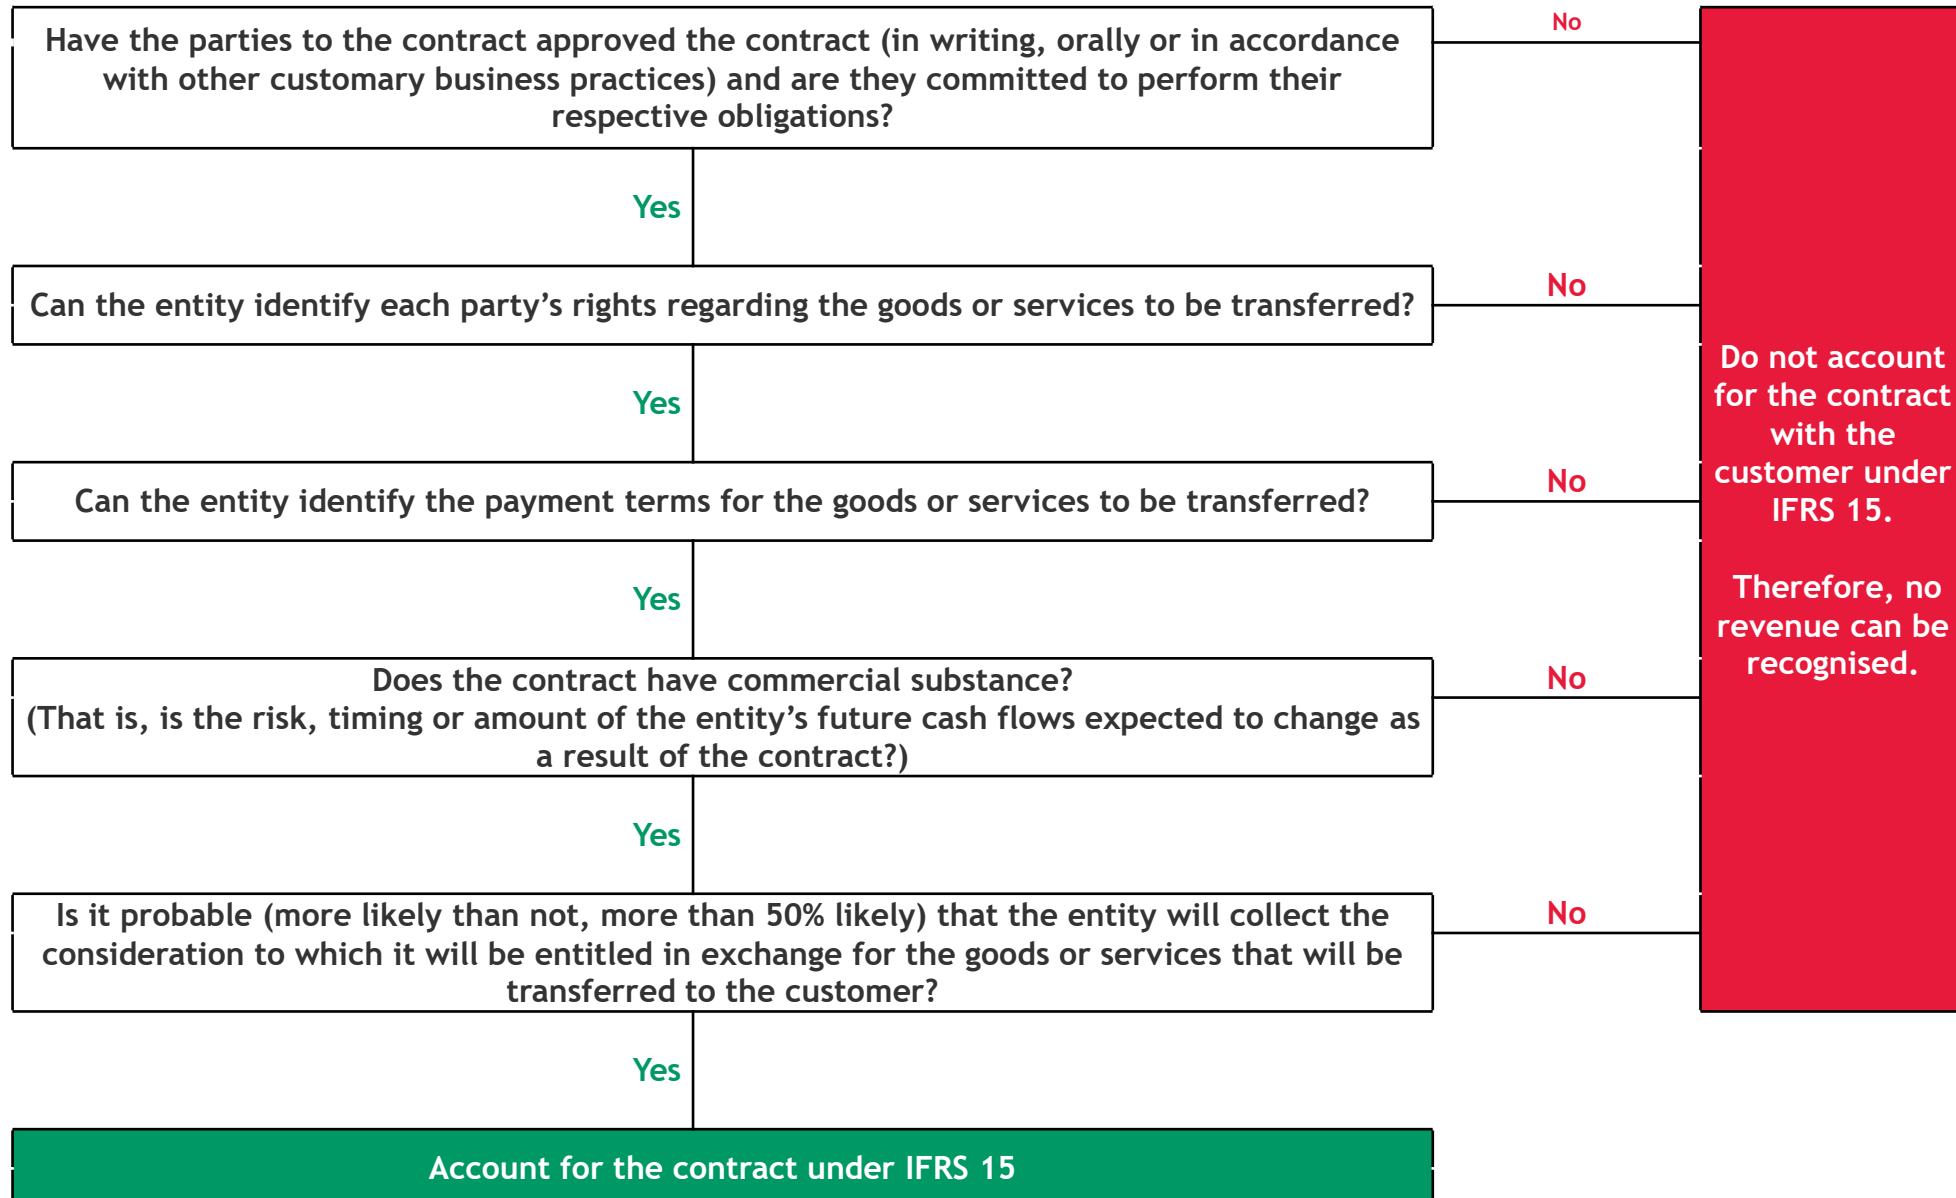 Have the parties to the contract approved the contract (in writing, orally or in accordance
with other customary business practices) and are they committed to perform their
respective obligations?
No
Yes
Can the entity identify each party’s rights regarding the goods or services to be transferred?
No
Yes
Can the entity identify the payment terms for the goods or services to be transferred?
No
Yes
Does the contract have commercial substance?
(That is, is the risk, timing or amount of the entity’s future cash flows expected to change as
a result of the contract?)
No
Yes
Is it probable (more likely than not, more than 50% likely) that the entity will collect the
consideration to which it will be entitled in exchange for the goods or services that will be
transferred to the customer?
No
Yes
Account for the contract under IFRS 15
Do not account
for the contract
with the
customer under
IFRS 15.
Therefore, no
revenue can be
recognised.